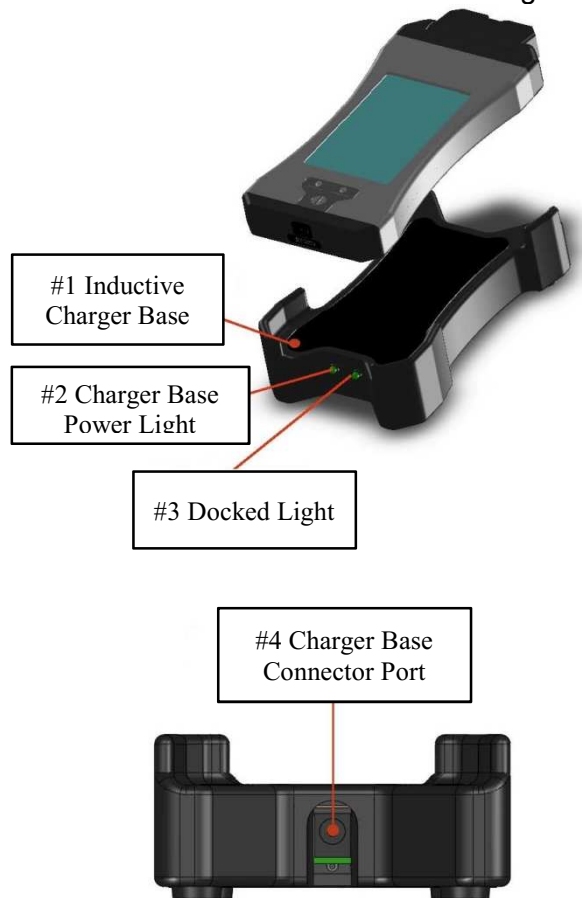 #1 Inductive
Charger Base
#2 Charger Base
Power Light
#3 Docked Light
#4 Charger Base
Connector Port